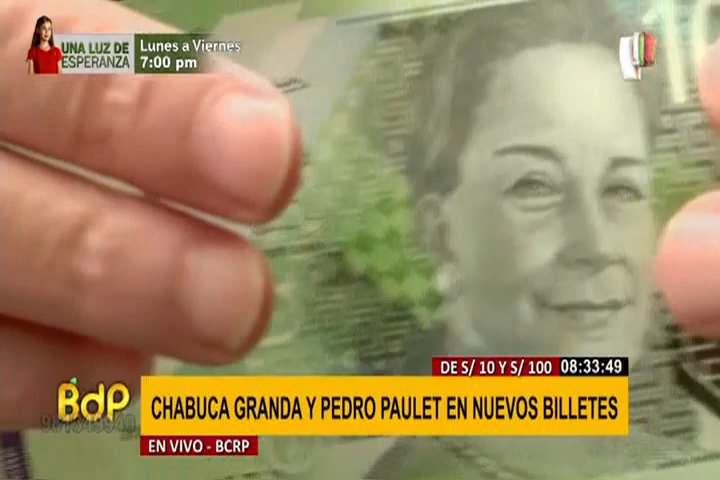 UNA LUZ DE
ESPERANZA
Lunes a Viernes
7:00 pm
10
DE S/ 10 Y S/ 100 08:33:49
BdP
CHABUCA GRANDA Y PEDRO PAULET EN NUEVOS BILLETES
EN VIVO - BCRP